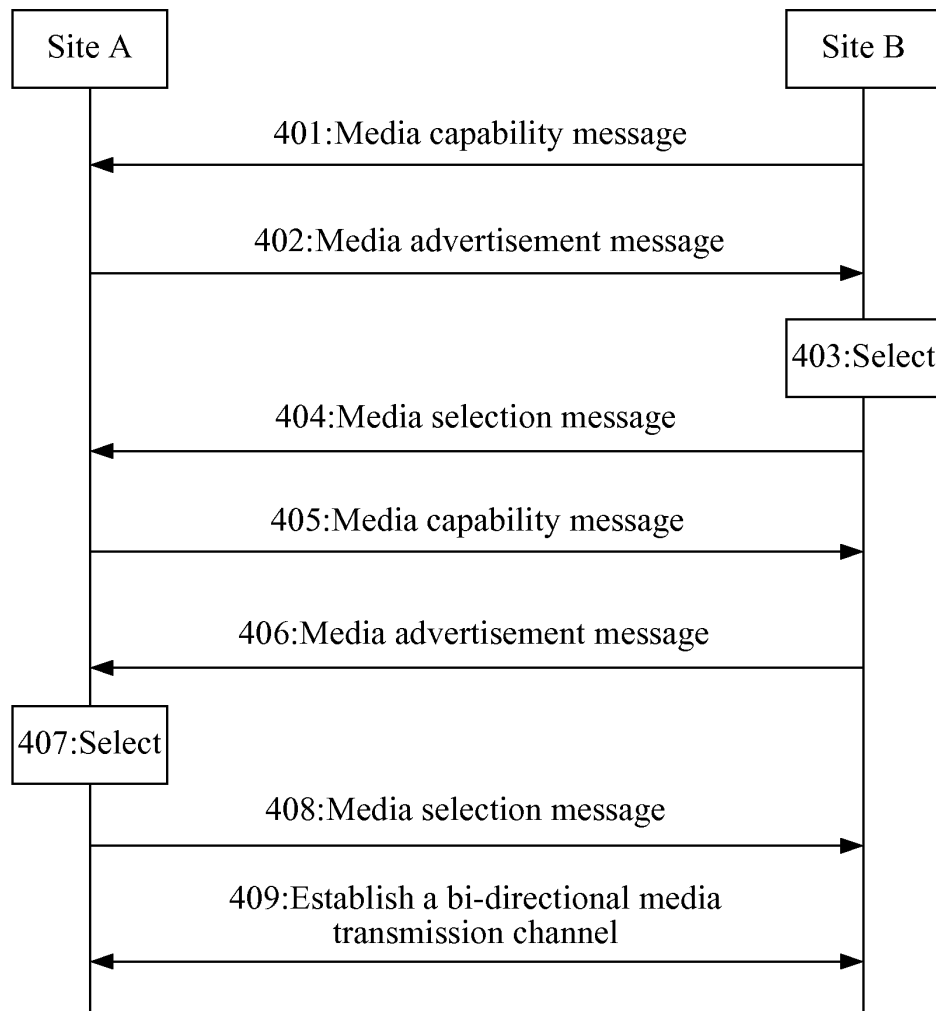 Site A
Site B
401:Media capability message
402:Media advertisement message
403:Select
404:Media selection message
405:Media capability message
406:Media advertisement message
407:Select
408:Media selection message
409:Establish a bi-directional media
transmission channel